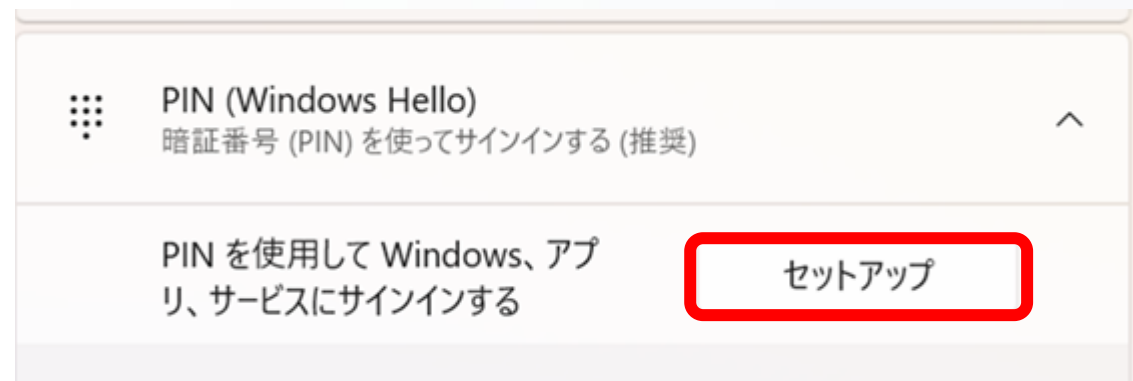 PIN (Windows Hello)
暗証番号 (PIN) を使ってサインインする (推奨)
PIN を使用して Windows、アプ
リ、サービスにサインインする
セットアップ